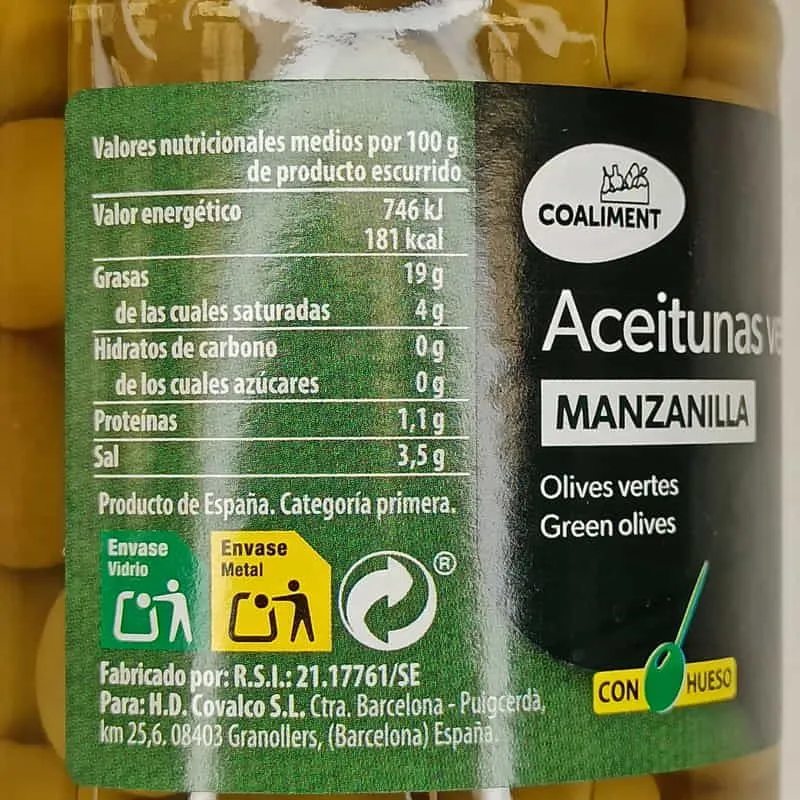 Valores nutricionales medios por 100 g
de producto escurrido
Valor energético 746 kJ
181 kcal
Grasas 19 g
de las cuales saturadas 4 g
Hidratos de carbono 0 g
de los cuales azúcares 0 g
Proteínas 1,1 g
Sal 3,5 g
Producto de España. Categoría primera.
Envase
Vidrio
Envase
Metal
®
Fabricado por: R.S.I.: 21.17761/SE
Para: H.D. Covalco S.L. Ctra. Barcelona - Puigcerdà,
km 25,6. 08403 Granollers, (Barcelona) España.
COALIMENT
Aceitunas
MANZANILLA
Olives vertes
Green olives
CON HUESO